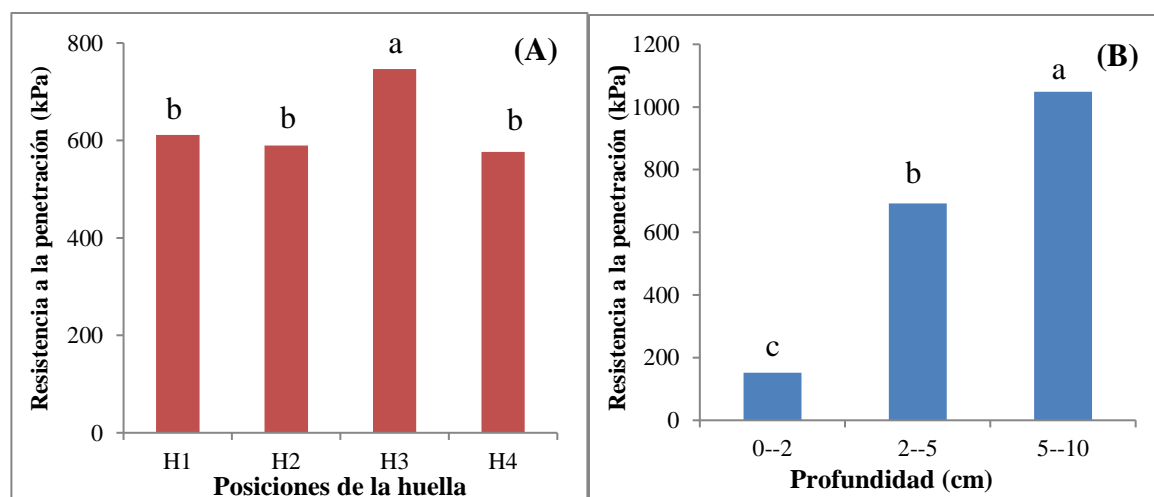 (A)
Resistencia a la penetración (kPa)
800
600
400
200
0
b
b
a
b
H1
H2
H3
H4
Posiciones de la huella
(B)
Resistencia a la penetración (kPa)
1200
1000
800
600
400
200
0
c
b
a
0--2
2--5
5--10
Profundidad (cm)